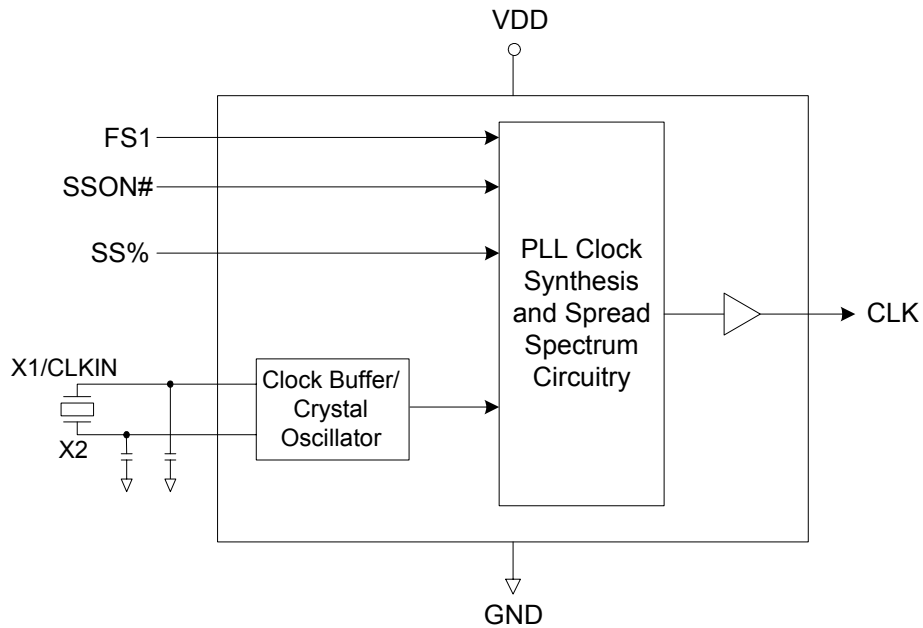 VDD
FS1
SSON#
SS%
PLL Clock
Synthesis
and Spread
Spectrum
Circuitry
CLK
X1/CLKIN
X2
Clock Buffer/
Crystal
Oscillator
GND